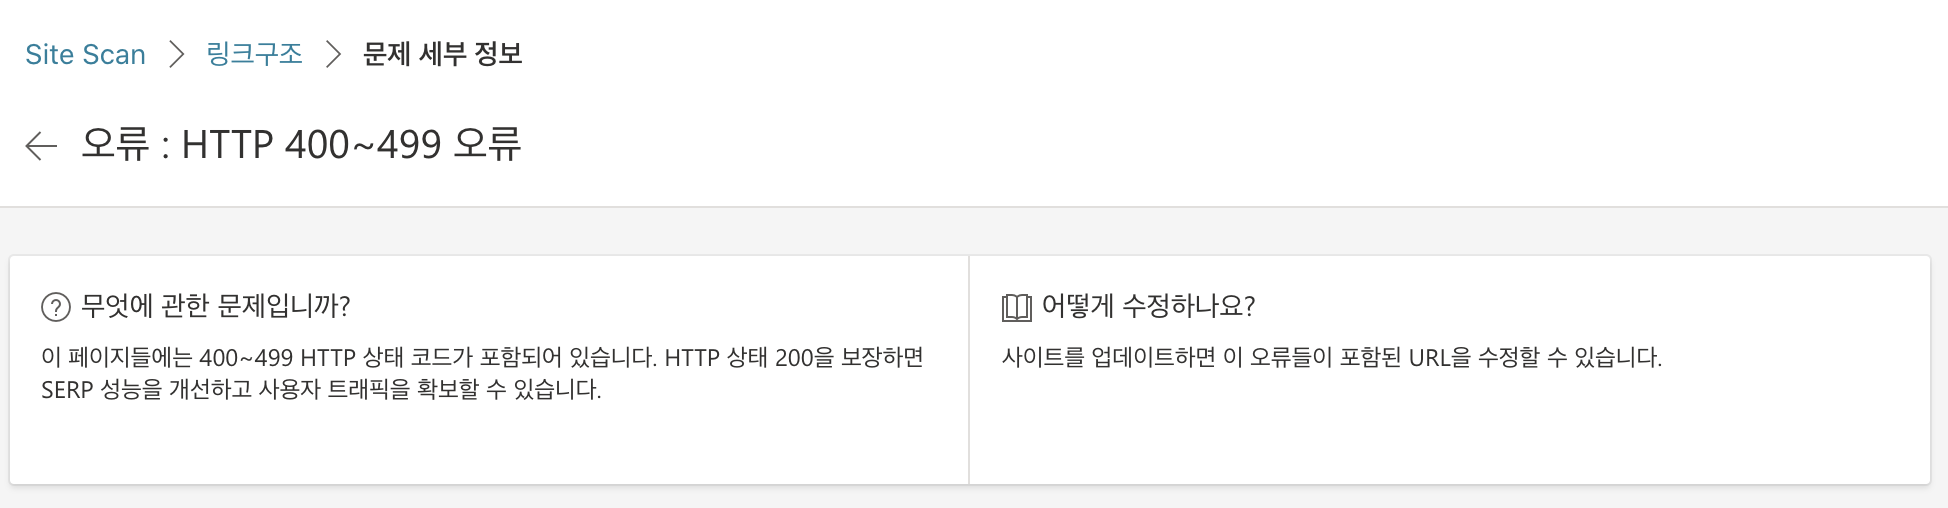 Site Scan > 링크구조 > 문제 세부 정보
← 오류 : HTTP 400~499 오류
무엇에 관한 문제입니까?
이 페이지들에는 400~499 HTTP 상태 코드가 포함되어 있습니다. HTTP 상태 200을 보장하면
SERP 성능을 개선하고 사용자 트래픽을 확보할 수 있습니다.
어떻게 수정하나요?
사이트를 업데이트하면 이 오류들이 포함된 URL을 수정할 수 있습니다.